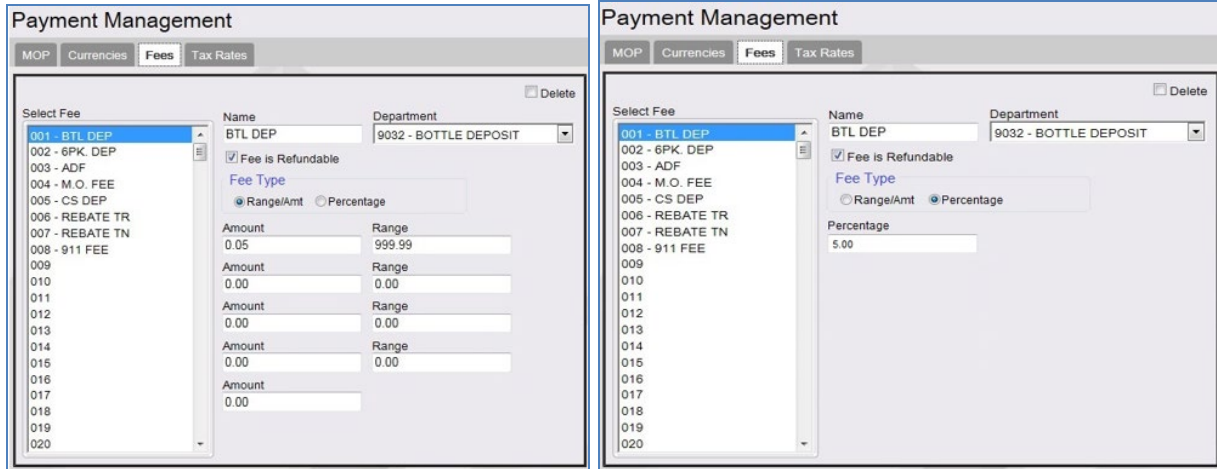 Payment Management
MOP Currencies Fees Tax Rates
Delete
Select Fee
001 - BTL DEP
002 - 6PK. DEP
003 - ADF
004 - M.O. FEE
005 - CS DEP
006 - REBATE TR
007 - REBATE TN
008 - 911 FEE
009
010
011
012
013
014
015
016
017
018
019
020
Name Department
BTL DEP 9032 - BOTTLE DEPOSIT
Fee is Refundable
Fee Type
Range/Amt Percentage
Amount Range
0.05 999.99
Amount Range
0.00 0.00
Amount Range
0.00 0.00
Amount Range
0.00 0.00
Amount
0.00
Payment Management
MOP Currencies Fees Tax Rates
Delete
Select Fee
001 - BTL DEP
002 - 6PK. DEP
003 - ADF
004 - M.O. FEE
005 - CS DEP
006 - REBATE TR
007 - REBATE TN
008 - 911 FEE
009
010
011
012
013
014
015
016
017
018
019
020
Name Department
BTL DEP 9032 - BOTTLE DEPOSIT
Fee is Refundable
Fee Type
Range/Amt Percentage
Percentage
5.00